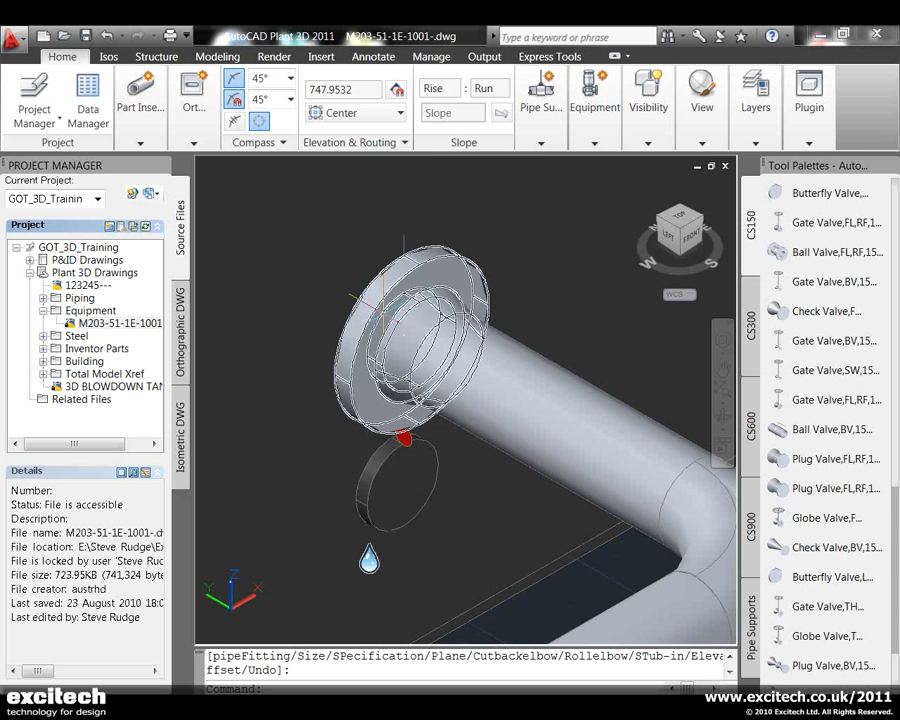 AutoCAD Plant 3D 2011 M203-51-1E-1001-.dwg
Type a keyword or phrase
Home Isos Structure Modeling Render Insert Annotate Manage Output Express Tools
Project Manager
Data Manager
Part Inse...
Ort...
45°
45°
747.9532
Center
Rise : Run
Slope
Pipe Su...
Equipment
Visibility
View
Layers
Plugin
Project
Compass
Elevation & Routing
Slope
PROJECT MANAGER
Current Project:
GOT_3D_Trainin
Project
GOT_3D_Training
P&ID Drawings
Plant 3D Drawings
123245---
Piping
Equipment
M203-51-1E-1001
Steel
Inventor Parts
Building
Total Model Xref
3D BLOWDOWN TAN
Related Files
Source Files
Orthographic DWG
Isometric DWG
Details
Number:
Status: File is accessible
Description:
File name: M203-51-1E-1001-.dw
File location: E:\Steve Rudge\Ex
File is locked by user 'Steve Rud
File size: 723.95KB (741,324 byte
File creator: austrhd
Last saved: 23 August 2010 18:0
Last edited by: Steve Rudge
TOP
LEFT
FRONT
W
S
WCS
Z
Y
X
[pipeFitting/Size/SPecification/Plane/Cutbackelbow/Rollelbow/STub-in/Eleva
ffset/Undo]:
Command:
Tool Palettes - Auto...
CS150
CS300
CS600
CS900
Pipe Supports
Butterfly Valve,...
Gate Valve,FL,RF,1...
Ball Valve,FL,RF,15...
Gate Valve,BV,15...
Check Valve,F...
Gate Valve,BV,15...
Gate Valve,SW,15...
Gate Valve,FL,RF,1...
Ball Valve,BV,15...
Plug Valve,FL,RF,1...
Plug Valve,FL,RF,1...
Globe Valve,F...
Check Valve,BV,15...
Butterfly Valve,L...
Gate Valve,TH...
Globe Valve,T...
Plug Valve,BV,15...
excitech
technology for design
www.excitech.co.uk/2011
© 2010 Excitech Ltd. All Rights Reserved.